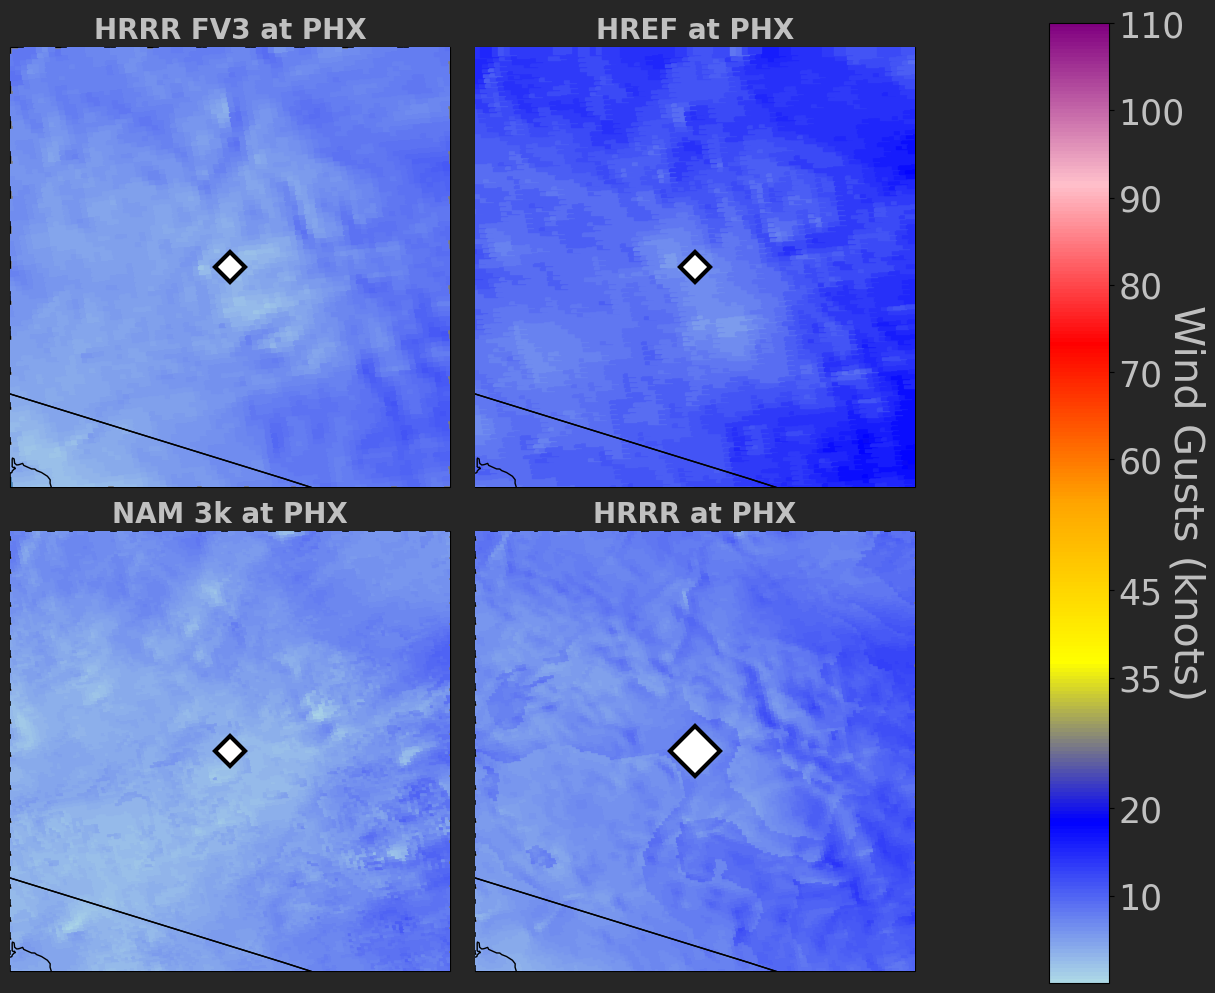 HRRR FV3 at PHX
HREF at PHX
NAM 3k at PHX
HRRR at PHX
110
100
90
80
70
60
45
35
20
10
Wind Gusts (knots)